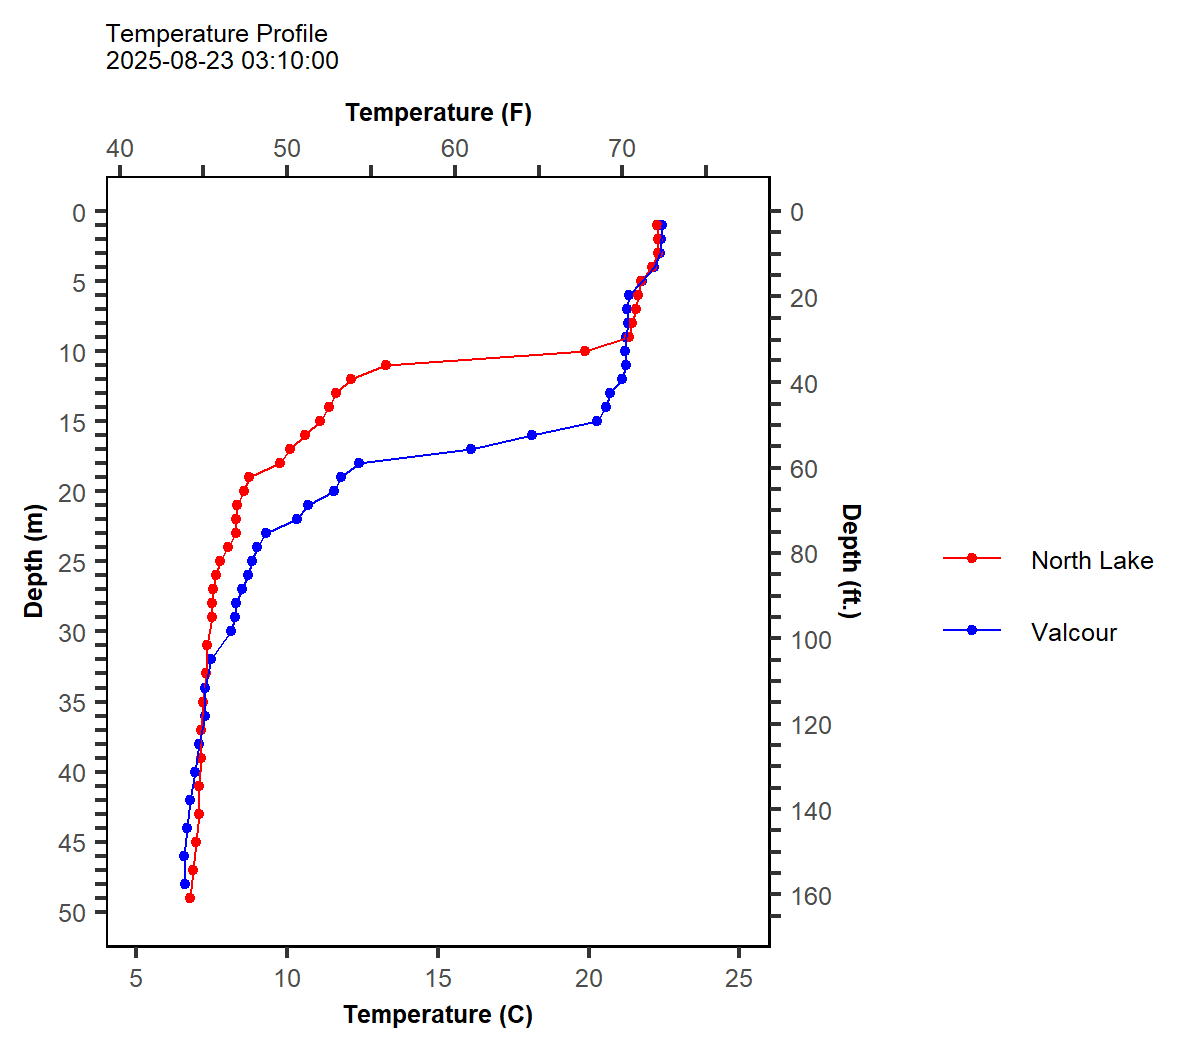 Temperature Profile
2025-08-23 03:10:00
Temperature (F)
40 50 60 70
0 5 10 15 20 25 30 35 40 45 50
Depth (m)
0 20 40 60 80 100 120 140 160
Depth (ft.)
North Lake
Valcour
5 10 15 20 25
Temperature (C)